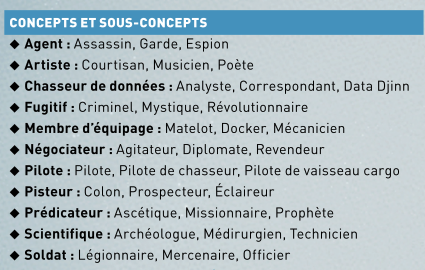 CONCEPTS ET SOUS-CONCEPTS
◆ Agent : Assassin, Garde, Espion
◆ Artiste : Courtisan, Musicien, Poète
◆ Chasseur de données : Analyste, Correspondant, Data Djinn
◆ Fugitif : Criminel, Mystique, Révolutionnaire
◆ Membre d'équipage : Matelot, Docker, Mécanicien
◆ Négociateur : Agitateur, Diplomate, Revendeur
◆ Pilote : Pilote, Pilote de chasseur, Pilote de vaisseau cargo
◆ Pisteur : Colon, Prospecteur, Éclaireur
◆ Prédicateur : Ascétique, Missionnaire, Prophète
◆ Scientifique : Archéologue, Médirurgien, Technicien
◆ Soldat : Légionnaire, Mercenaire, Officier